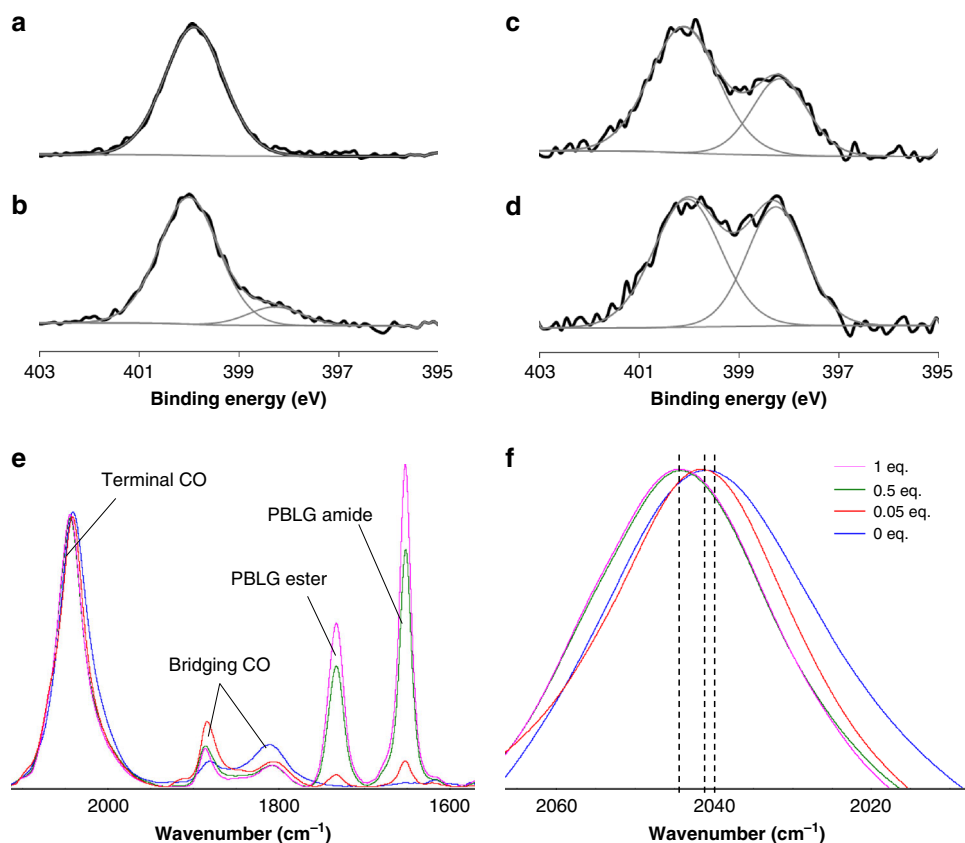 a
c
b
d
403 401 399 397 395
Binding energy (eV)
403 401 399 397 395
Binding energy (eV)
e
Terminal CO
PBLG amide
PBLG ester
Bridging CO
2000 1800 1600
Wavenumber (cm⁻¹)
f
1 eq.
0.5 eq.
0.05 eq.
0 eq.
2060 2040 2020
Wavenumber (cm⁻¹)